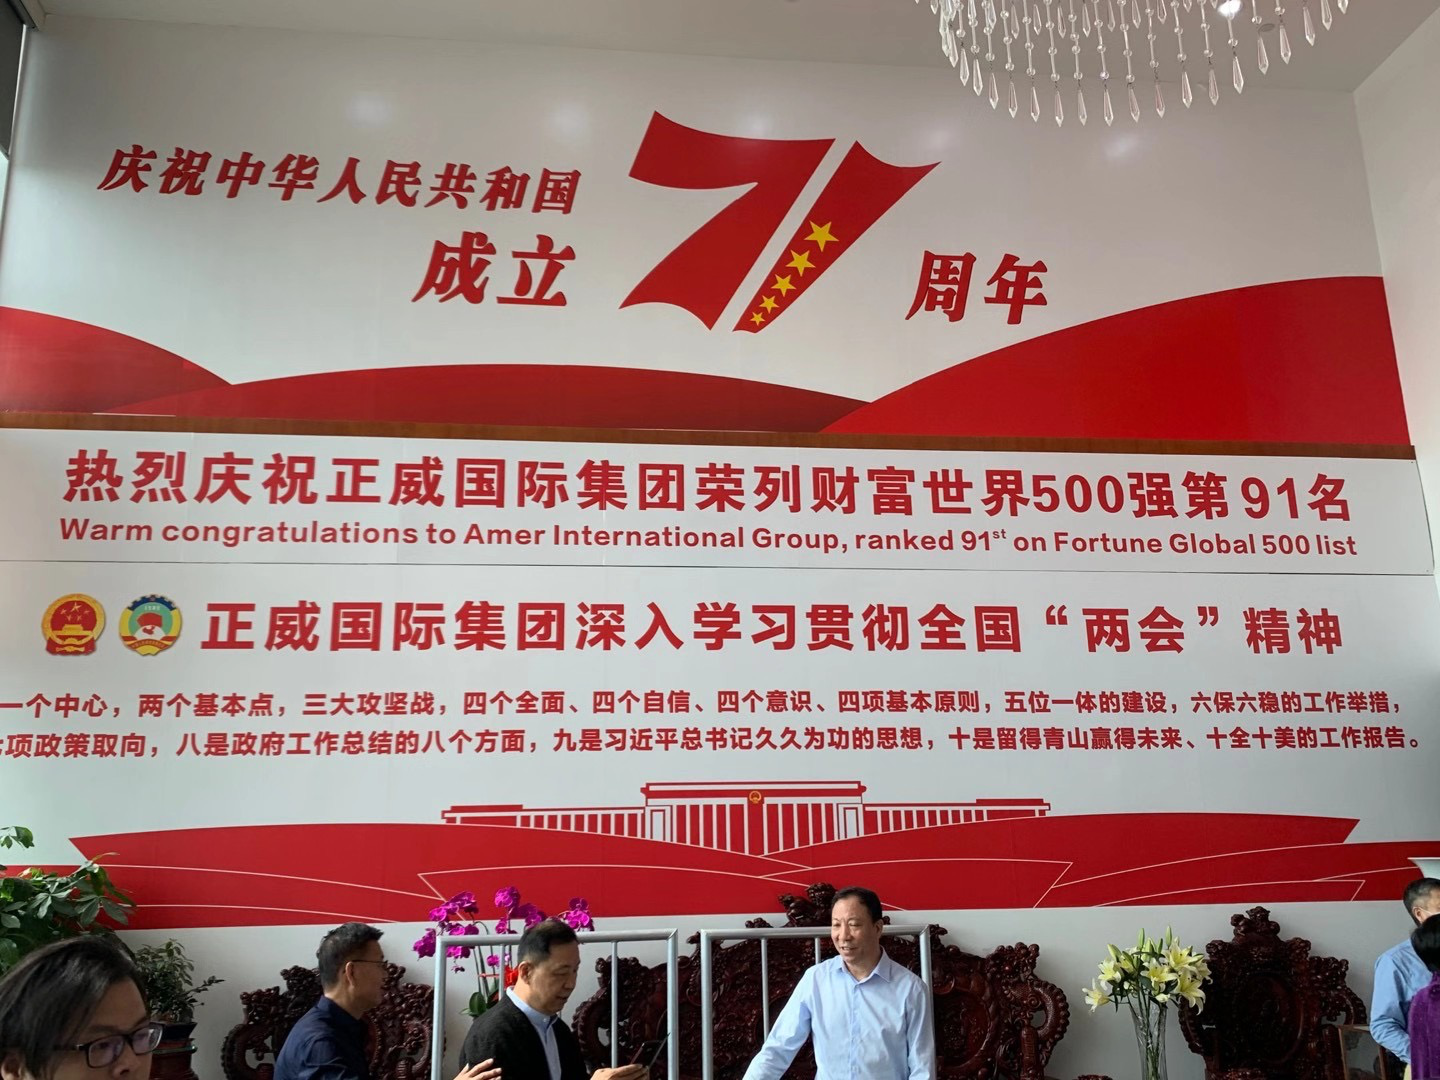 庆祝中华人民共和国
成立
71
周年
热烈庆祝正威国际集团荣列财富世界500强第91名
Warm congratulations to Amer International Group, ranked 91st on Fortune Global 500 list
正威国际集团深入学习贯彻全国“两会”精神
一个中心，两个基本点，三大攻坚战，四个全面、四个自信、四个意识、四项基本原则，五位一体的建设，六保六稳的工作举措，
项政策取向，八是政府工作总结的八个方面，九是习近平总书记久久为功的思想，十是留得青山赢得未来、十全十美的工作报告。